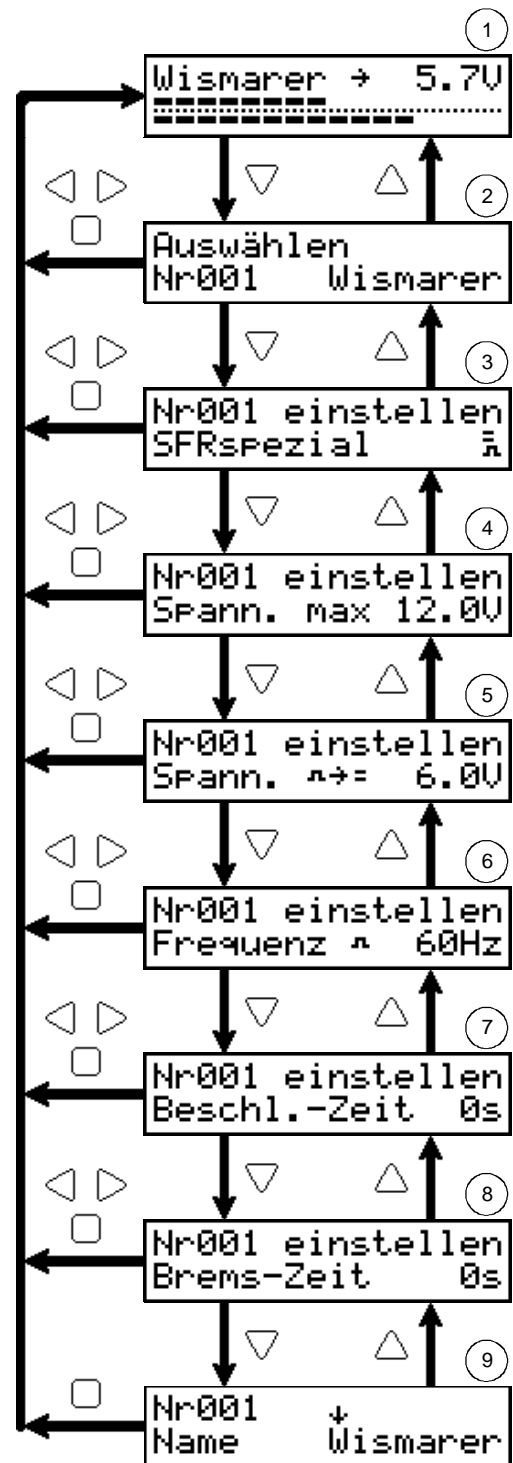 1
Wismarer → 5.7V
2
Auswählen
Nr001 Wismarer
3
Nr001 einstellen
SFRspezial
4
Nr001 einstellen
Spann. max 12.0V
5
Nr001 einstellen
Spann. →= 6.0V
6
Nr001 einstellen
Frequenz 60Hz
7
Nr001 einstellen
Beschl.-Zeit 0s
8
Nr001 einstellen
Brems-Zeit 0s
9
Nr001 ↓
Name Wismarer